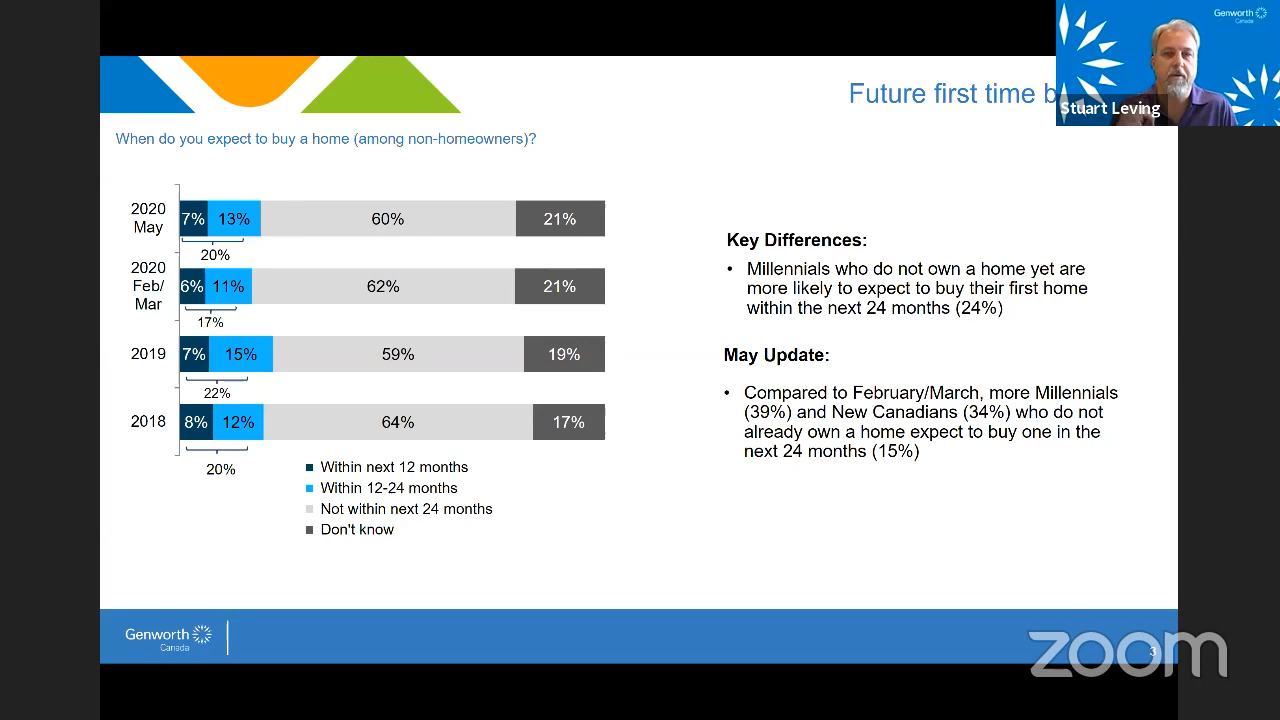 Genworth
Canada
Stuart Leving
Future first time
When do you expect to buy a home (among non-homeowners)?
2020
May
7% 13% 60% 21%
20%
2020
Feb/
Mar
6% 11% 62% 21%
17%
2019
7% 15% 59% 19%
22%
2018
8% 12% 64% 17%
20%
Within next 12 months
Within 12-24 months
Not within next 24 months
Don't know
Key Differences:
• Millennials who do not own a home yet are
more likely to expect to buy their first home
within the next 24 months (24%)
May Update:
• Compared to February/March, more Millennials
(39%) and New Canadians (34%) who do not
already own a home expect to buy one in the
next 24 months (15%)
Genworth
Canada
3
zoom